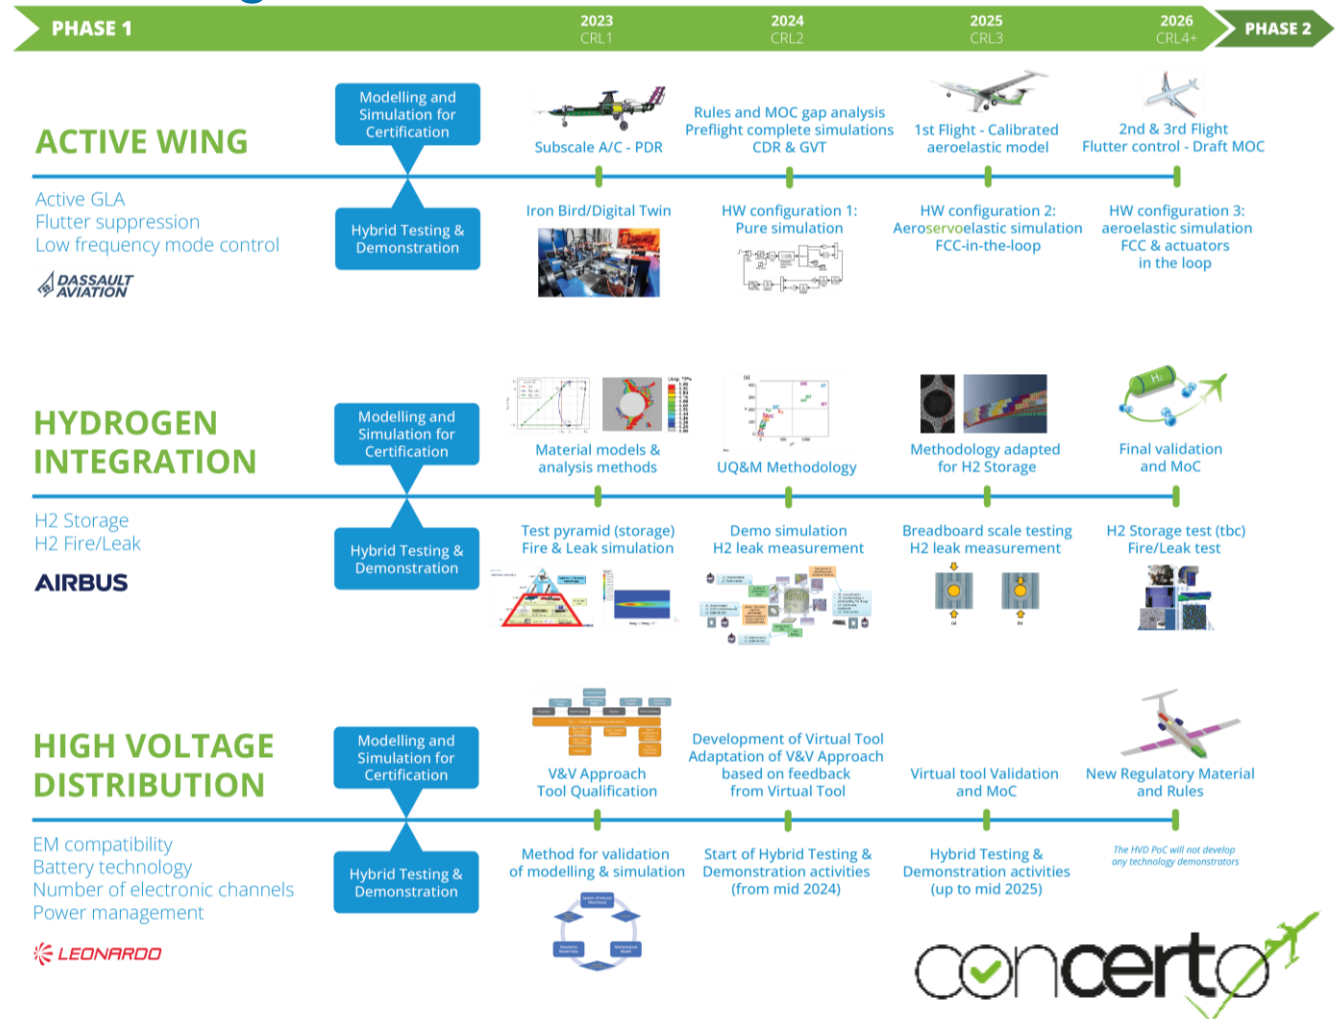 PHASE 1
2023
CRL1
2024
CRL2
2025
CRL3
2026
CRL4+
PHASE 2
ACTIVE WING
Active GLA
Flutter suppression
Low frequency mode control
DASSAULT
AVIATION
Modelling and
Simulation for
Certification
Hybrid Testing &
Demonstration
Subscale A/C - PDR
Rules and MOC gap analysis
Preflight complete simulations
CDR & GVT
1st Flight - Calibrated
aeroelastic model
2nd & 3rd Flight
Flutter control - Draft MOC
Iron Bird/Digital Twin
HW configuration 1:
Pure simulation
HW configuration 2:
Aeroservoelastic simulation
FCC-in-the-loop
HW configuration 3:
aeroelastic simulation
FCC & actuators
in the loop
HYDROGEN
INTEGRATION
H2 Storage
H2 Fire/Leak
AIRBUS
Modelling and
Simulation for
Certification
Hybrid Testing &
Demonstration
Material models &
analysis methods
UQ&M Methodology
Methodology adapted
for H2 Storage
H2
Final validation
and MoC
Test pyramid (storage)
Fire & Leak simulation
Demo simulation
H2 leak measurement
Breadboard scale testing
H2 leak measurement
H2 Storage test (tbc)
Fire/Leak test
HIGH VOLTAGE
DISTRIBUTION
EM compatibility
Battery technology
Number of electronic channels
Power management
LEONARDO
Modelling and
Simulation for
Certification
Hybrid Testing &
Demonstration
V&V Approach
Tool Qualification
Development of Virtual Tool
Adaptation of V&V Approach
based on feedback
from Virtual Tool
Virtual tool Validation
and MoC
New Regulatory Material
and Rules
Method for validation
of modelling & simulation
Start of Hybrid Testing &
Demonstration activities
(from mid 2024)
Hybrid Testing &
Demonstration activities
(up to mid 2025)
The HVD PoC will not develop
any technology demonstrators
concerto